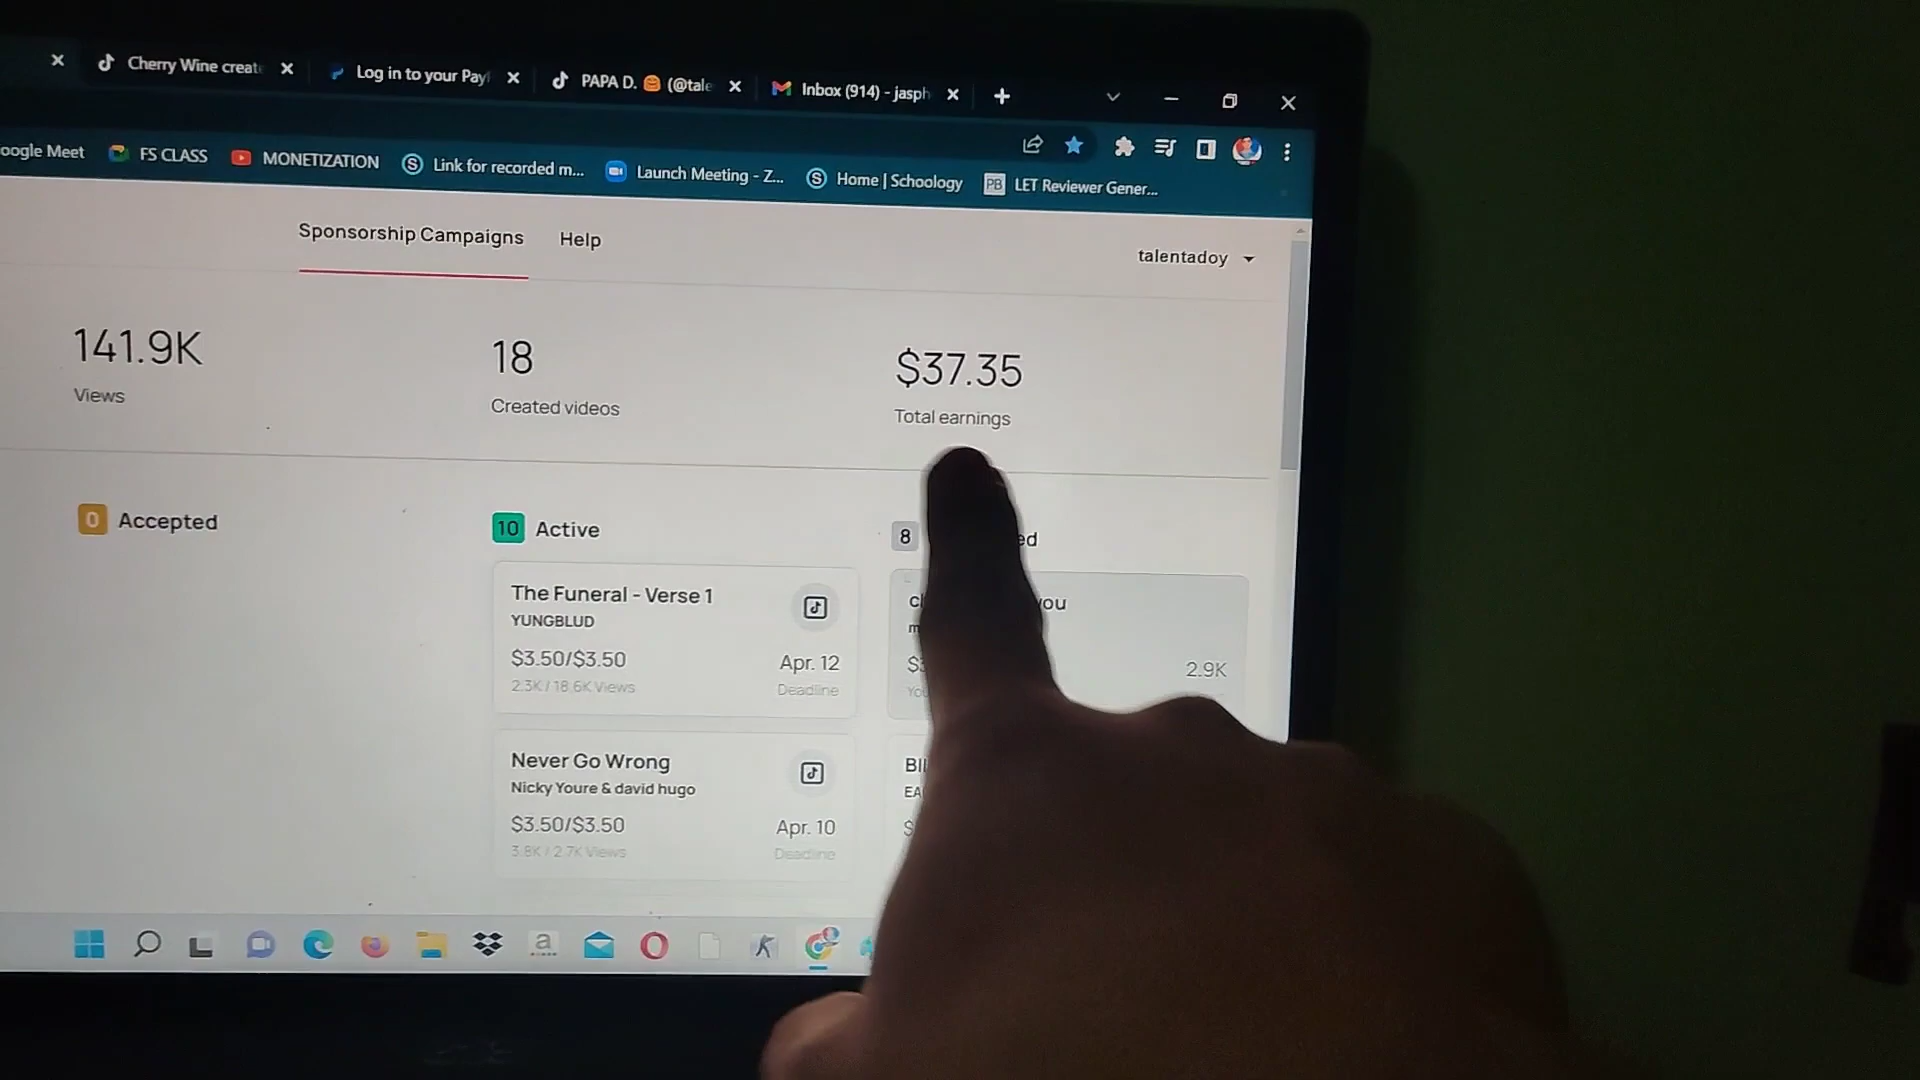 Cherry Wine creat
Log in to your Pay
PAPA D. 🤗 (@tale
Inbox (914) - jasph
oogle Meet
FS CLASS
MONETIZATION
Link for recorded m...
Launch Meeting - Z...
Home | Schoology
PB
LET Reviewer Gener...
Sponsorship Campaigns
Help
talentadoy
141.9K
Views
18
Created videos
$37.35
Total earnings
0 Accepted
10 Active
8
ed
The Funeral - Verse 1
YUNGBLUD
$3.50/$3.50
2.3K / 18.6K Views
Apr. 12
Deadline
you
2.9K
Never Go Wrong
Nicky Youre & david hugo
$3.50/$3.50
3.8K / 2.7K Views
Apr. 10
Deadline
BI
EA
$